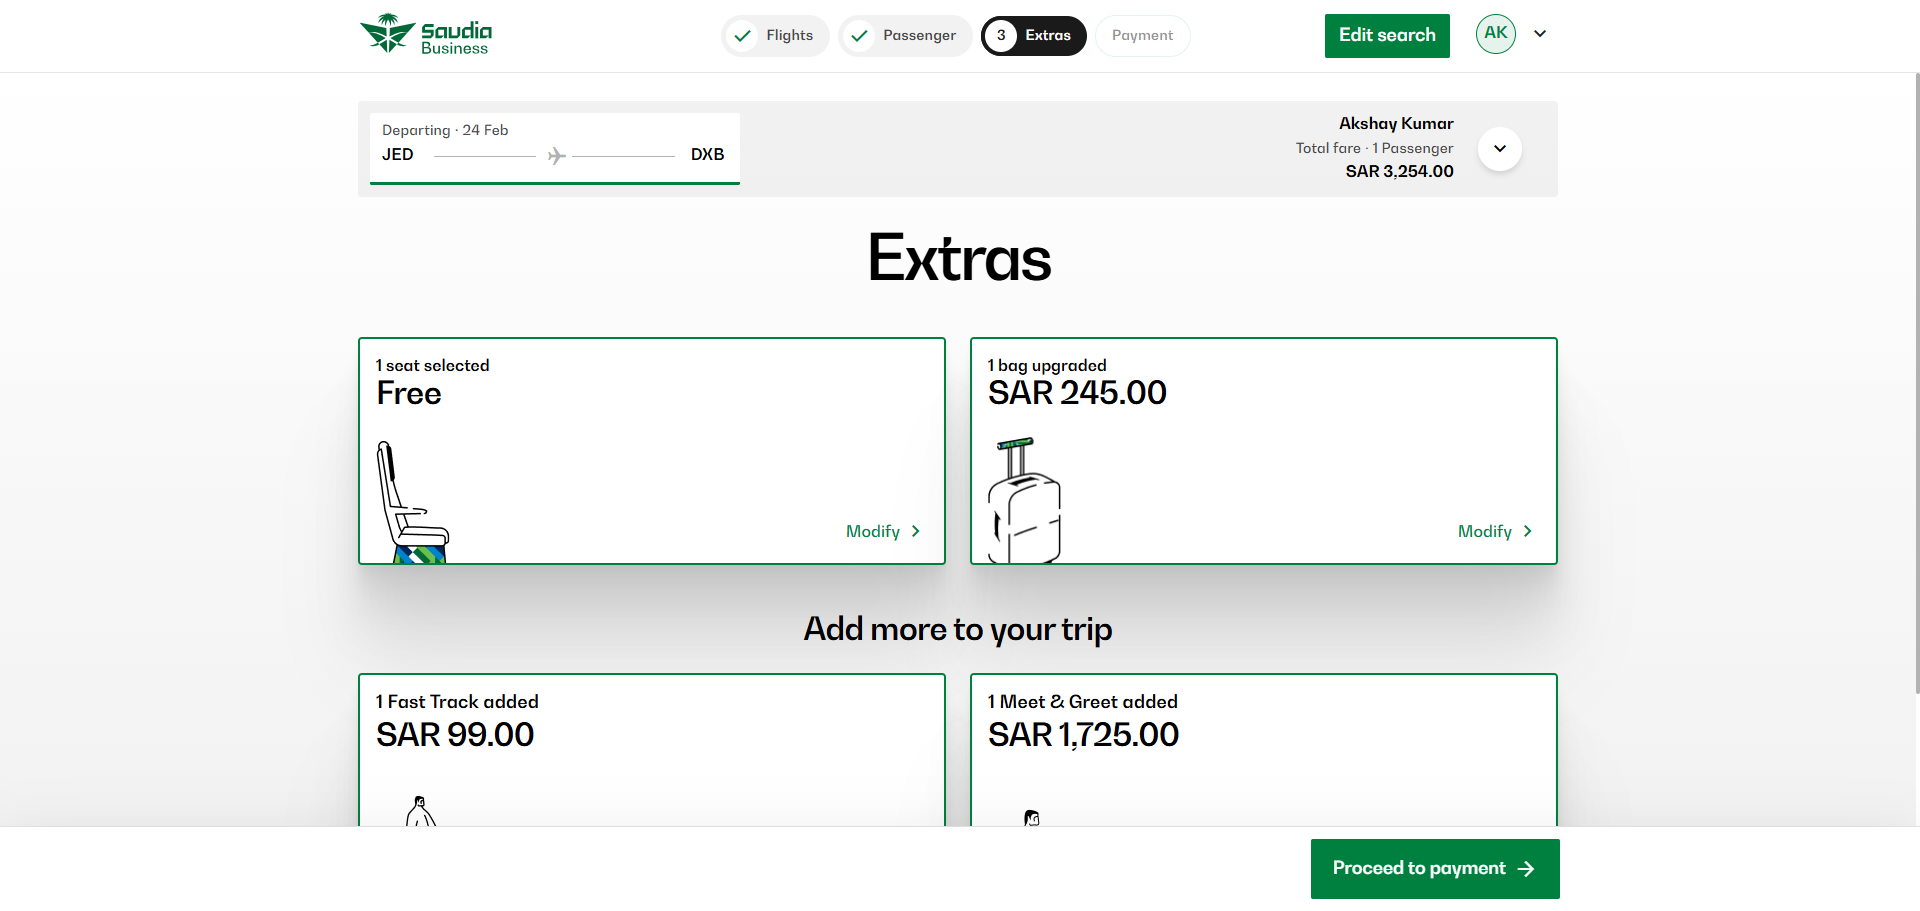 Saudia
Business
Flights
Passenger
3 Extras
Payment
Edit search
AK
Departing · 24 Feb
JED
DXB
Akshay Kumar
Total fare · 1 Passenger
SAR 3,254.00
Extras
1 seat selected
Free
Modify
1 bag upgraded
SAR 245.00
Modify
Add more to your trip
1 Fast Track added
SAR 99.00
1 Meet & Greet added
SAR 1,725.00
Proceed to payment